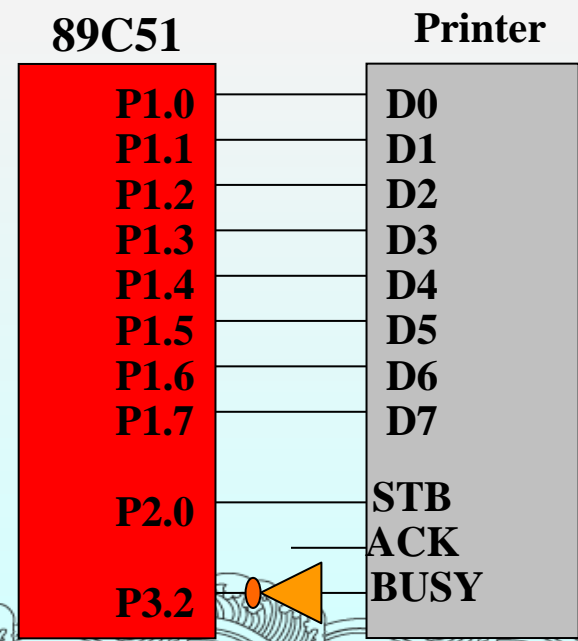 89C51 Printer
P1.0 D0
P1.1 D1
P1.2 D2
P1.3 D3
P1.4 D4
P1.5 D5
P1.6 D6
P1.7 D7
P2.0 STB
ACK
P3.2 BUSY